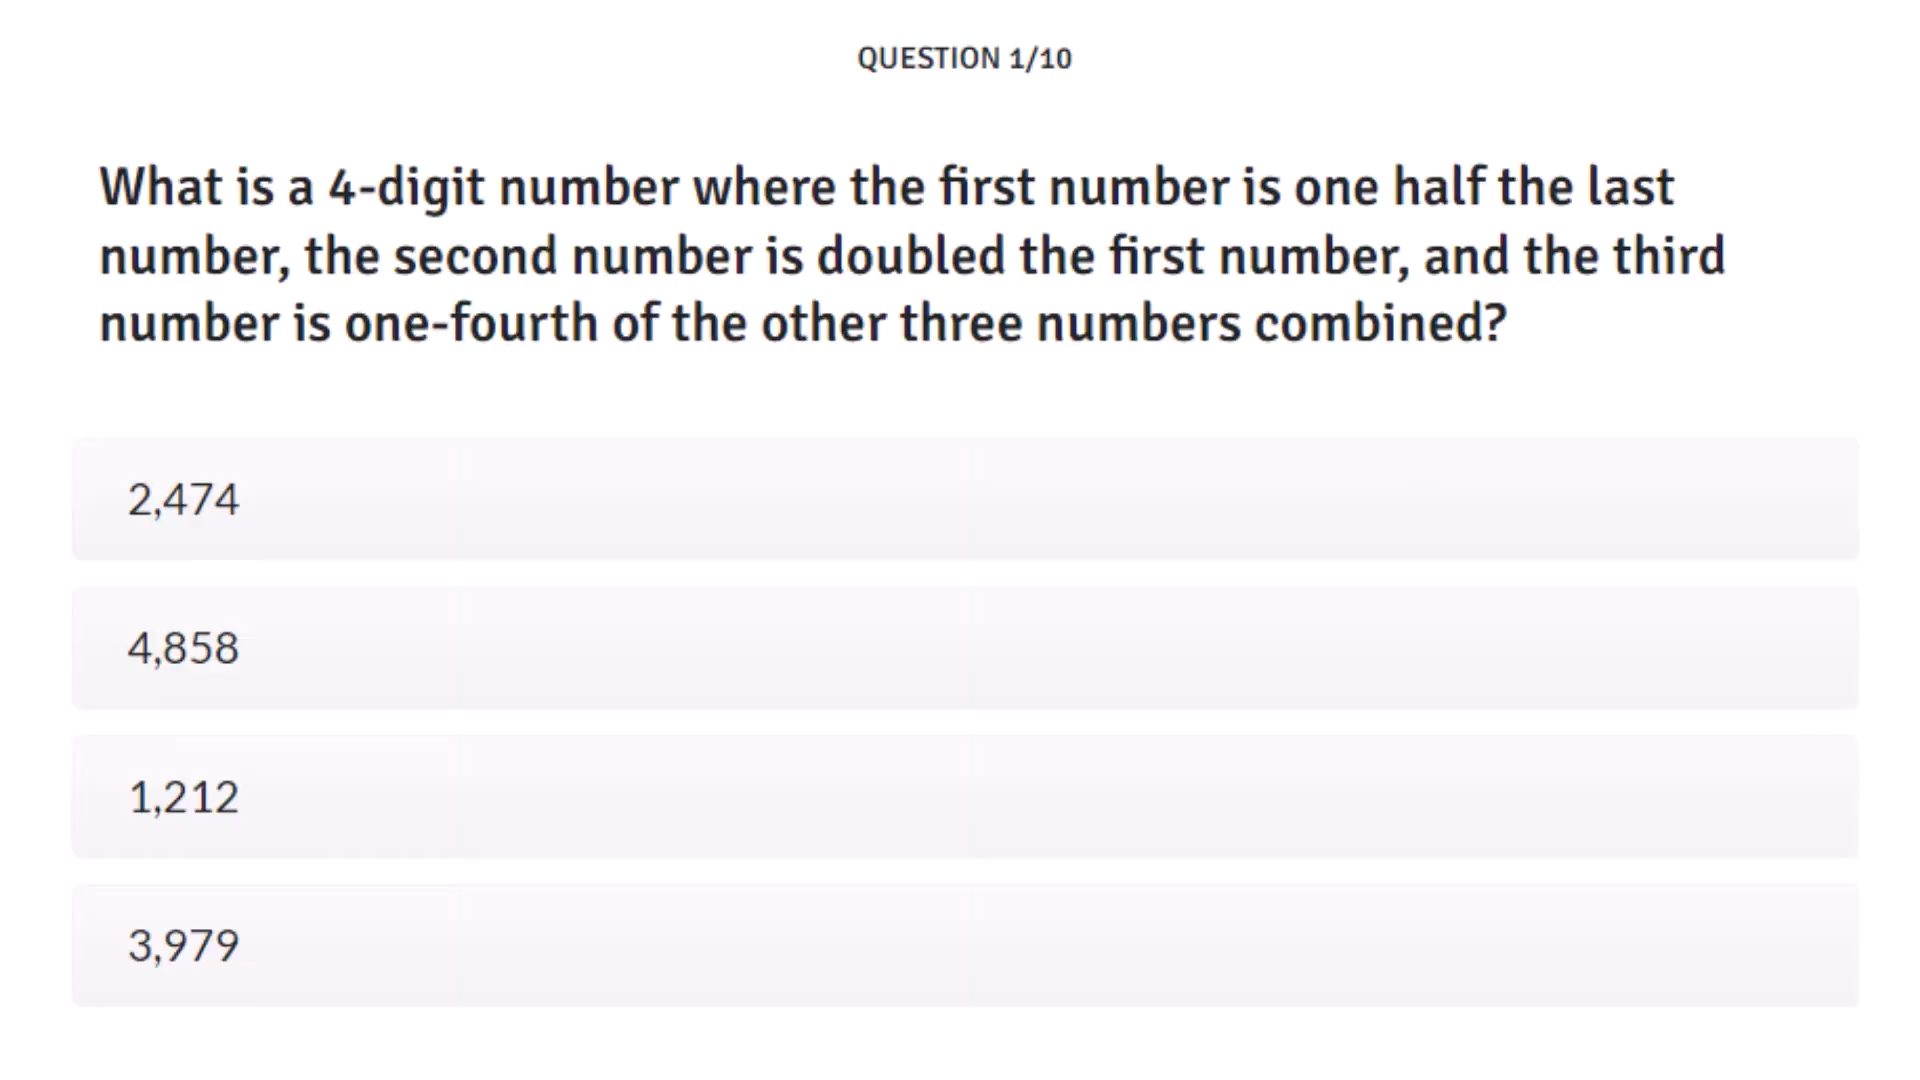 QUESTION 1/10
What is a 4-digit number where the first number is one half the last
number, the second number is doubled the first number, and the third
number is one-fourth of the other three numbers combined?
2,474
4,858
1,212
3,979